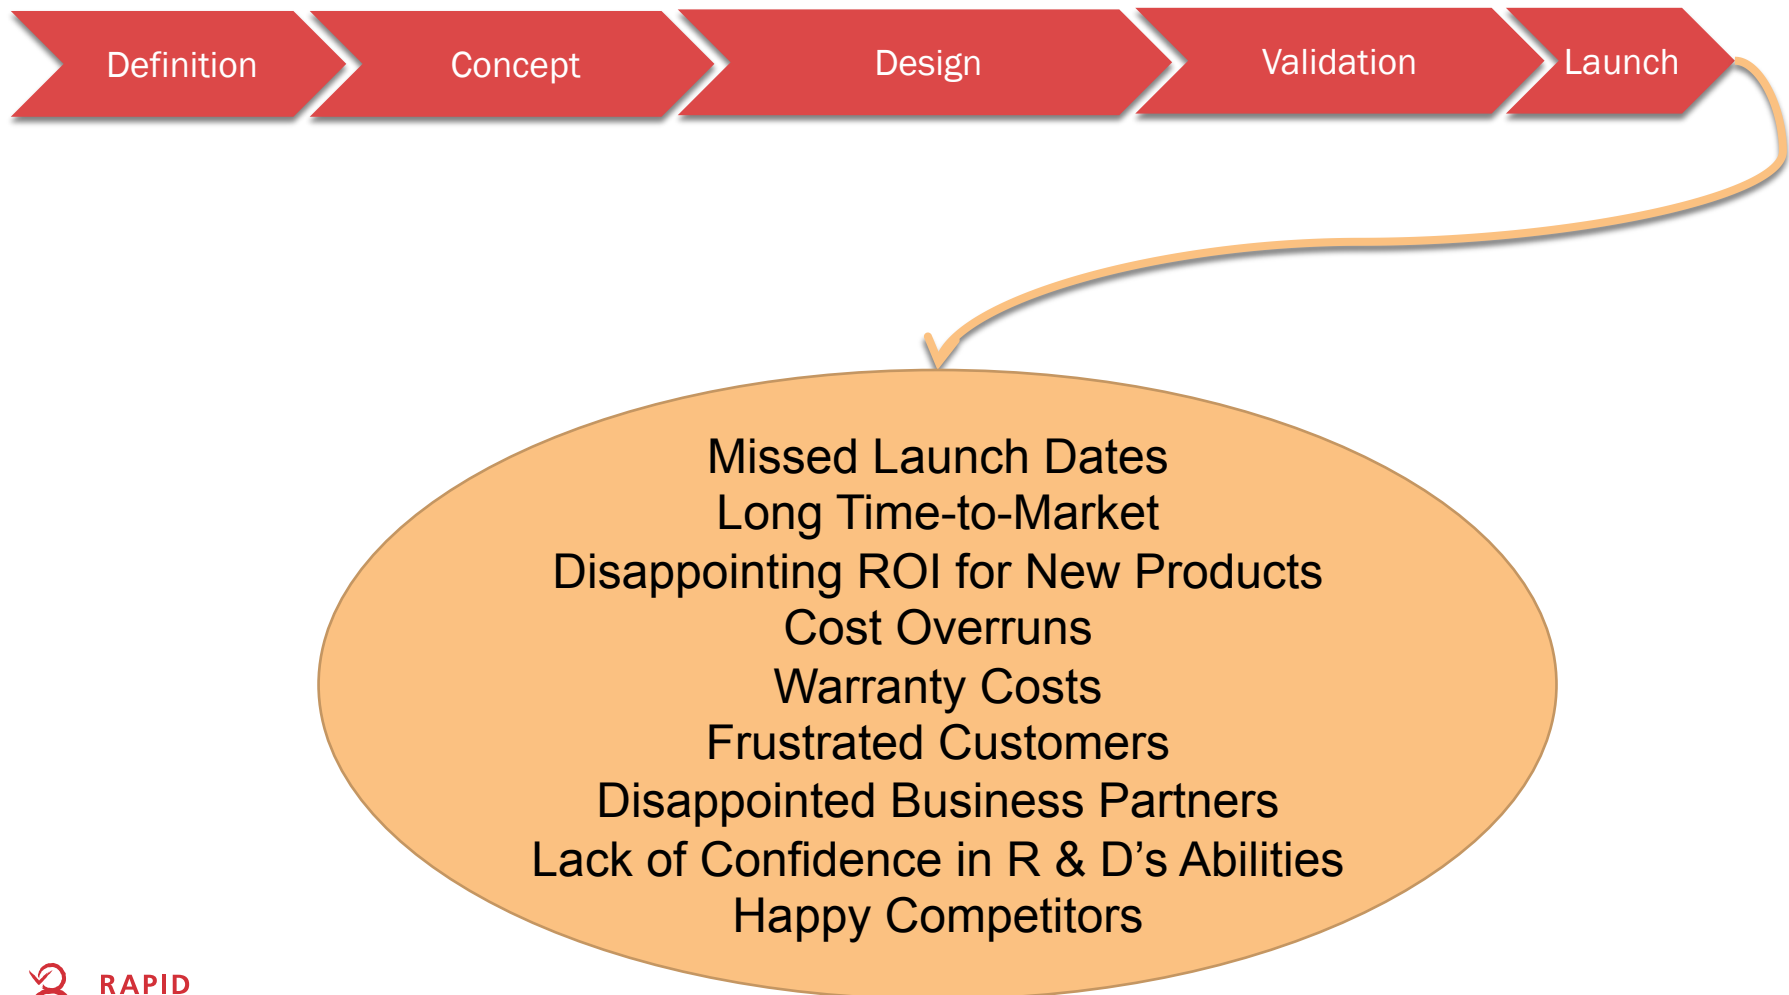 Definition
Concept
Design
Validation
Launch
Missed Launch Dates
Long Time-to-Market
Disappointing ROI for New Products
Cost Overruns
Warranty Costs
Frustrated Customers
Disappointed Business Partners
Lack of Confidence in R & D’s Abilities
Happy Competitors
RAPID